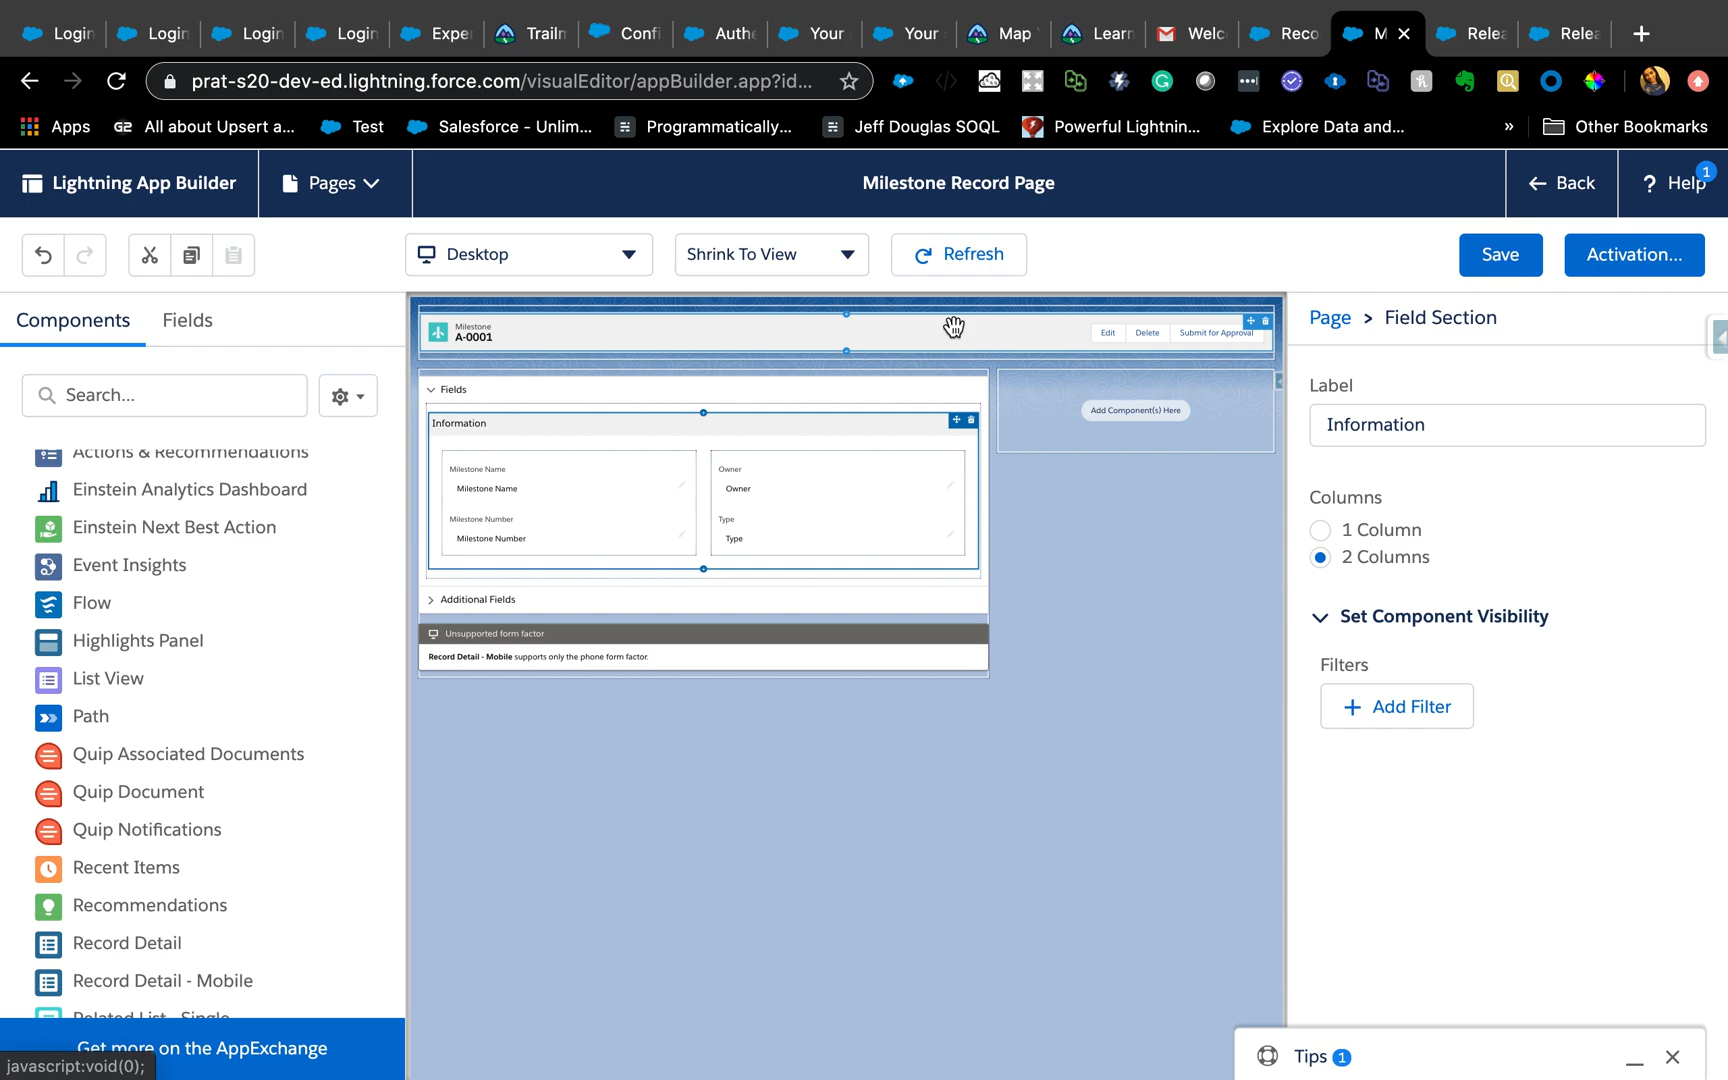 Login
Login
Login
Login
Expe
Trailm
Confi
Authe
Your
Your
Map
Learn
Welc
Reco
M
Relea
Relea
prat-s20-dev-ed.lightning.force.com/visualEditor/appBuilder.app?id...
Apps
G2 All about Upsert a...
Test
Salesforce - Unlim...
Programmatically...
Jeff Douglas SOQL
Powerful Lightnin...
Explore Data and...
»
Other Bookmarks
Lightning App Builder
Pages
Milestone Record Page
Back
? Help
1
Desktop
Shrink To View
Refresh
Save
Activation...
Components
Fields
Search...
Actions & Recommendations
Einstein Analytics Dashboard
Einstein Next Best Action
Event Insights
Flow
Highlights Panel
List View
Path
Quip Associated Documents
Quip Document
Quip Notifications
Recent Items
Recommendations
Record Detail
Record Detail - Mobile
Related List - Single
Get more on the AppExchange
javascript:void(0);
Milestone
A-0001
Edit
Delete
Submit for Approval
Fields
Information
Milestone Name
Milestone Name
Milestone Number
Milestone Number
Owner
Owner
Type
Type
Additional Fields
Unsupported form factor
Record Detail - Mobile supports only the phone form factor.
Add Component(s) Here
Page > Field Section
Label
Information
Columns
1 Column
2 Columns
Set Component Visibility
Filters
+ Add Filter
Tips 1